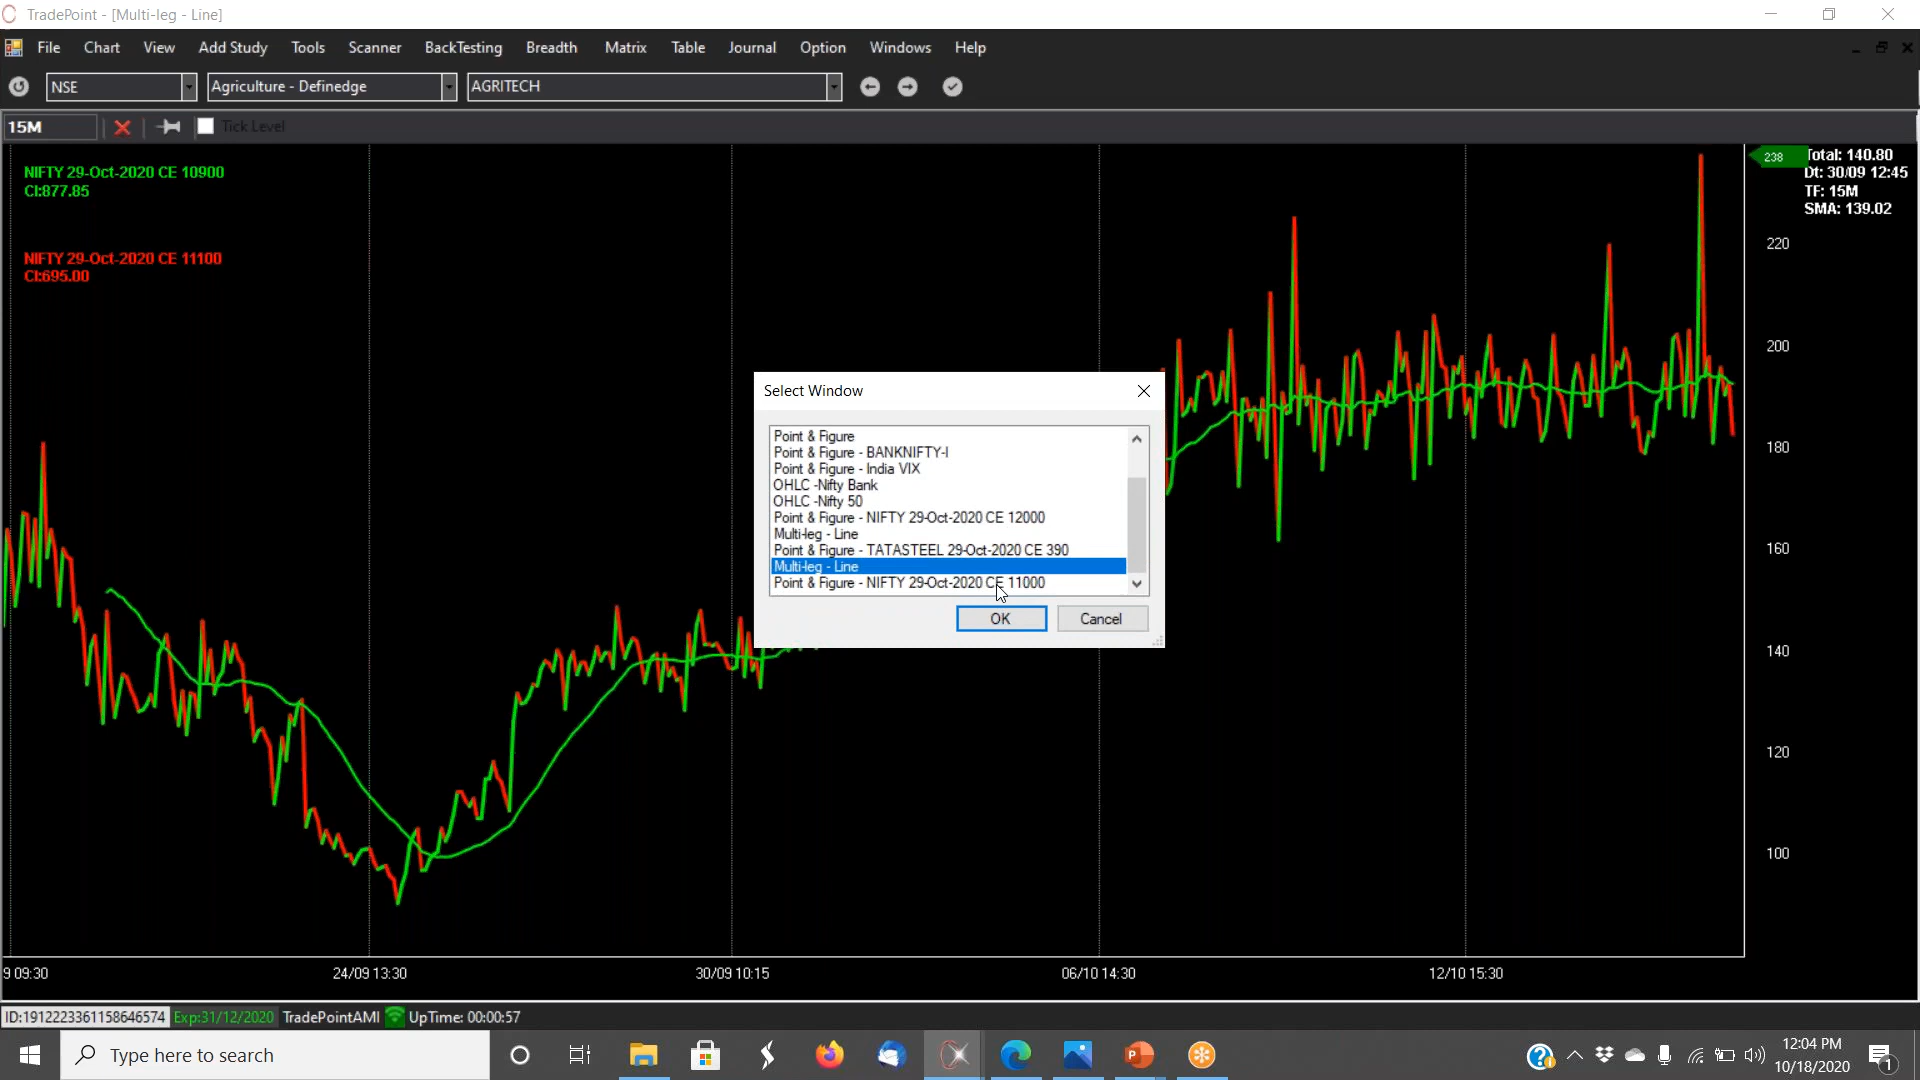 TradePoint - [Multi-leg - Line]
File Chart View Add Study Tools Scanner BackTesting Breadth Matrix Table Journal Option Windows Help
NSE Agriculture - Definedge AGRITECH
15M Tick Level
NIFTY 29-Oct-2020 CE 10900
Cl:877.85
NIFTY 29-Oct-2020 CE 11100
Cl:695.00
238
Total: 140.80
Dt: 30/09 12:45
TF: 15M
SMA: 139.02
220
200
180
160
140
120
100
Select Window
Point & Figure
Point & Figure - BANKNIFTY-I
Point & Figure - India VIX
OHLC -Nifty Bank
OHLC -Nifty 50
Point & Figure - NIFTY 29-Oct-2020 CE 12000
Multi-leg - Line
Point & Figure - TATASTEEL 29-Oct-2020 CE 390
Multi-leg - Line
Point & Figure - NIFTY 29-Oct-2020 CE 11000
OK Cancel
9 09:30 24/09 13:30 30/09 10:15 06/10 14:30 12/10 15:30
ID:1912223361158646574 Exp:31/12/2020 TradePointAMI UpTime: 00:00:57
Type here to search
12:04 PM
10/18/2020
1